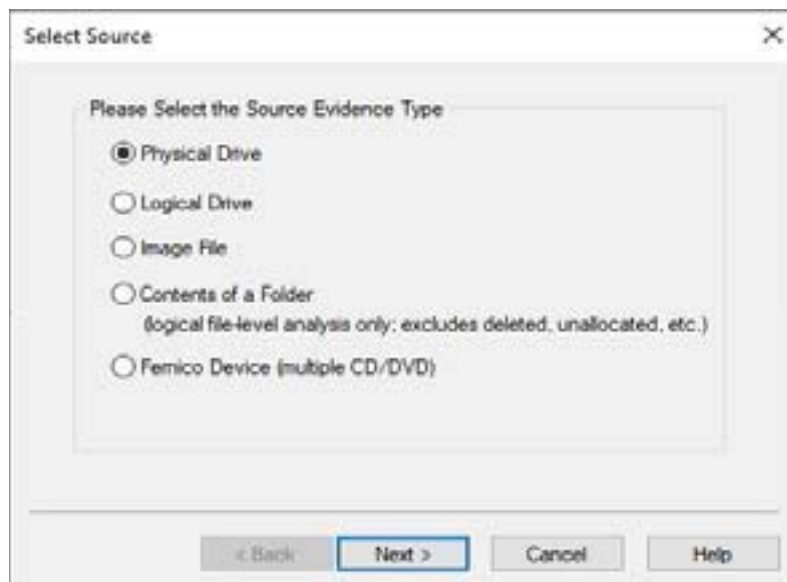 Select Source
Please Select the Source Evidence Type
Physical Drive
Logical Drive
Image File
Contents of a Folder
(logical file-level analysis only; excludes deleted, unallocated, etc.)
Fernico Device (multiple CD/DVD)
< Back Next > Cancel Help